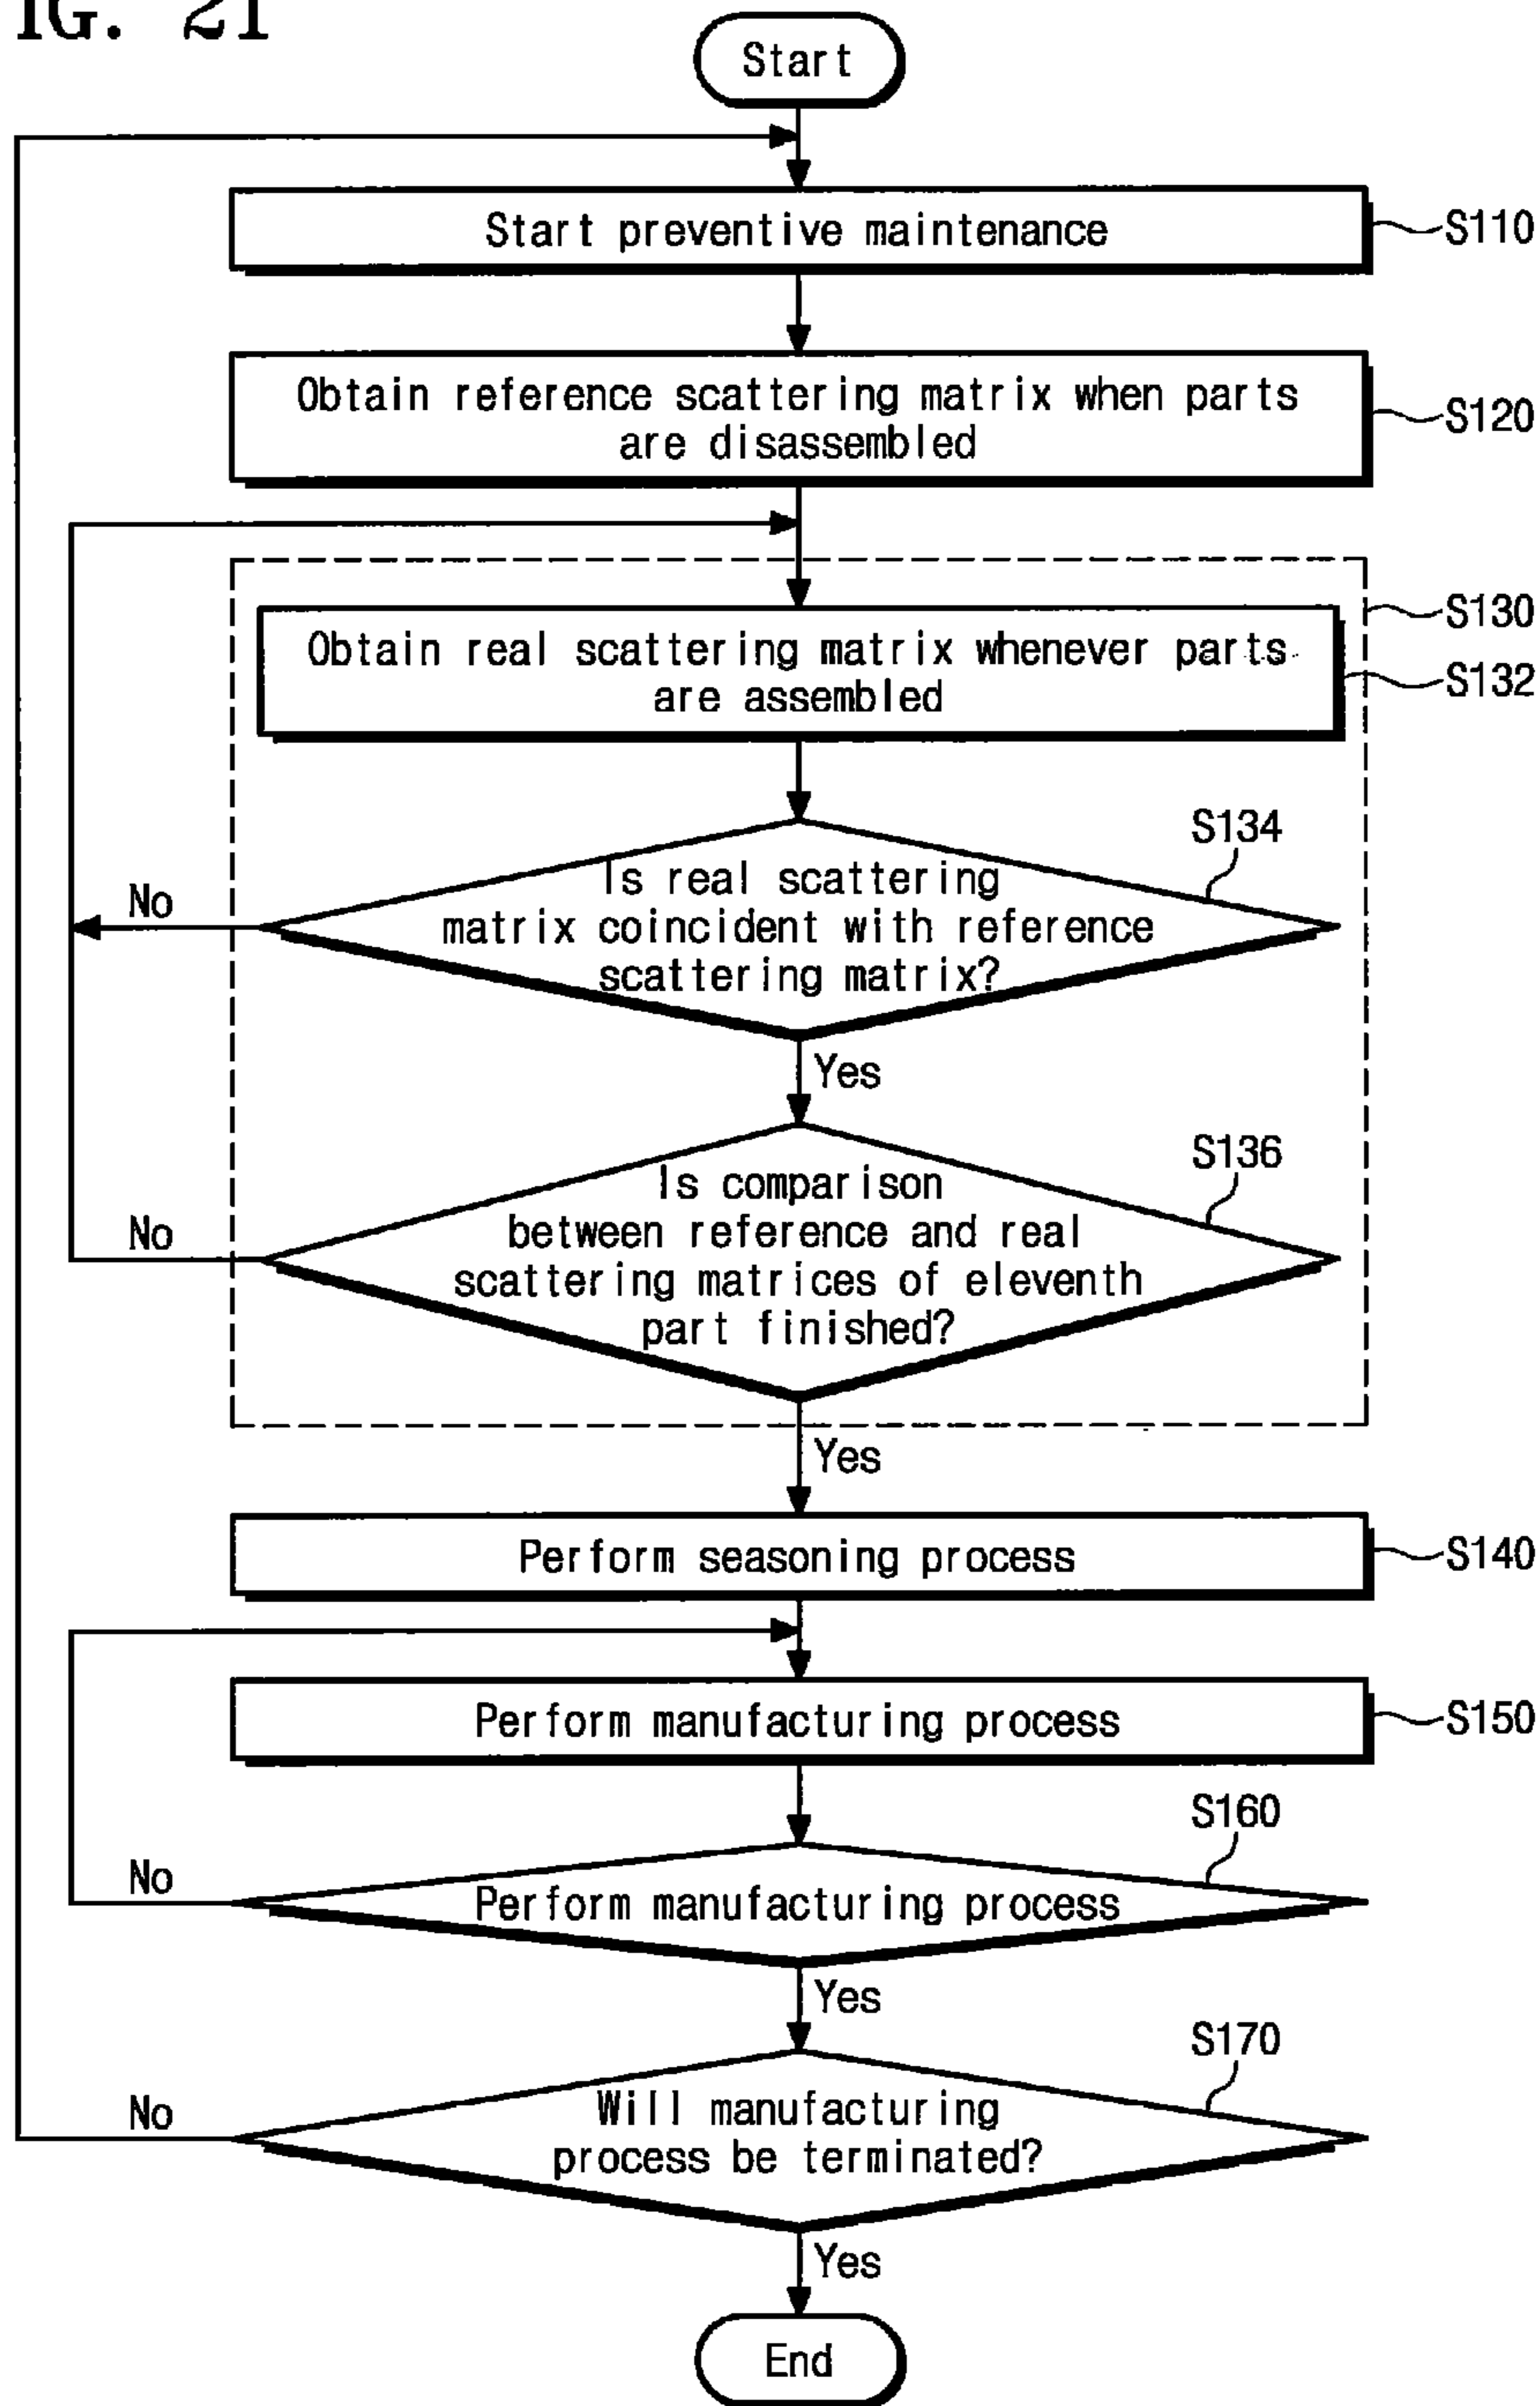 IG. 21
Start
Start preventive maintenance
S110
Obtain reference scattering matrix when parts
are disassembled
S120
S130
Obtain real scattering matrix whenever parts
are assembled
S132
S134
Is real scattering
matrix coincident with reference
scattering matrix?
No
Yes
S136
Is comparison
between reference and real
scattering matrices of eleventh
part finished?
No
Yes
Perform seasoning process
S140
Perform manufacturing process
S150
S160
Perform manufacturing process
No
Yes
S170
Will manufacturing
process be terminated?
No
Yes
End